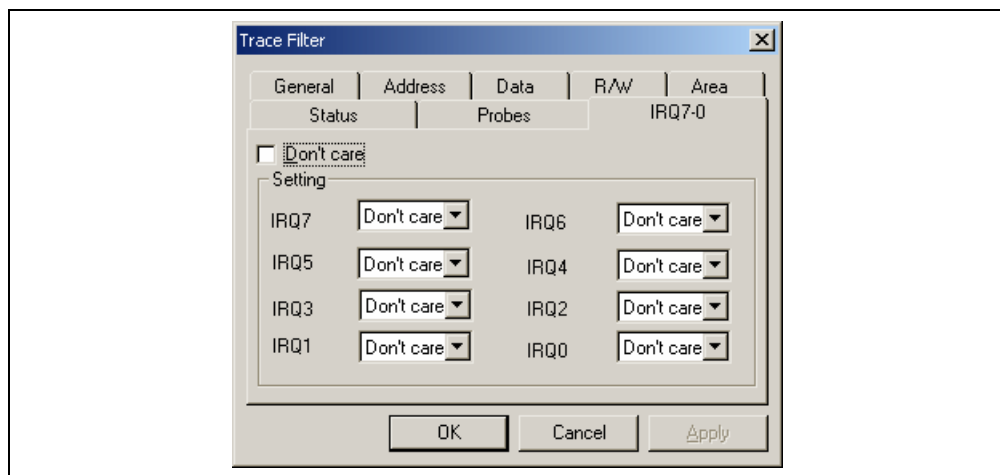 Trace Filter
General Address Data R/W Area
Status Probes IRQ7-0
Don't care
Setting
IRQ7 Don't care IRQ6 Don't care
IRQ5 Don't care IRQ4 Don't care
IRQ3 Don't care IRQ2 Don't care
IRQ1 Don't care IRQ0 Don't care
OK Cancel Apply